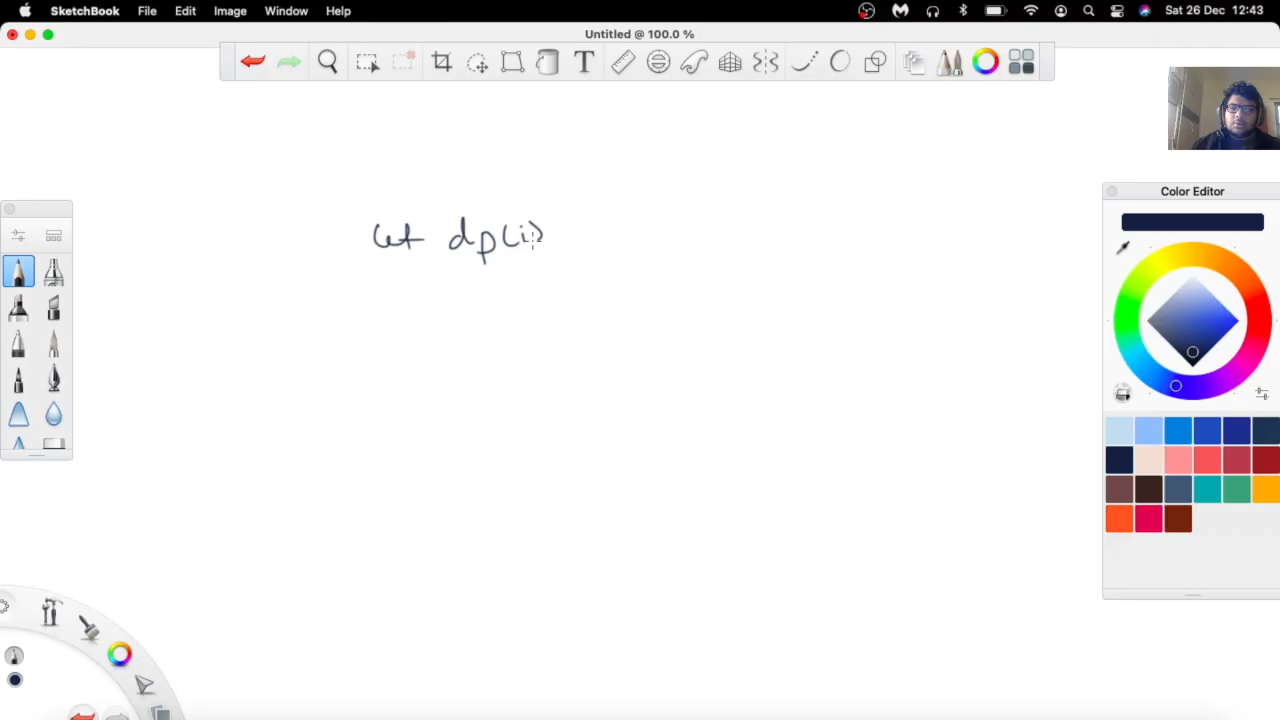 SketchBook File Edit Image Window Help Sat 26 Dec 12:43
Untitled @ 100.0 %
T
Color Editor
let dp(i)